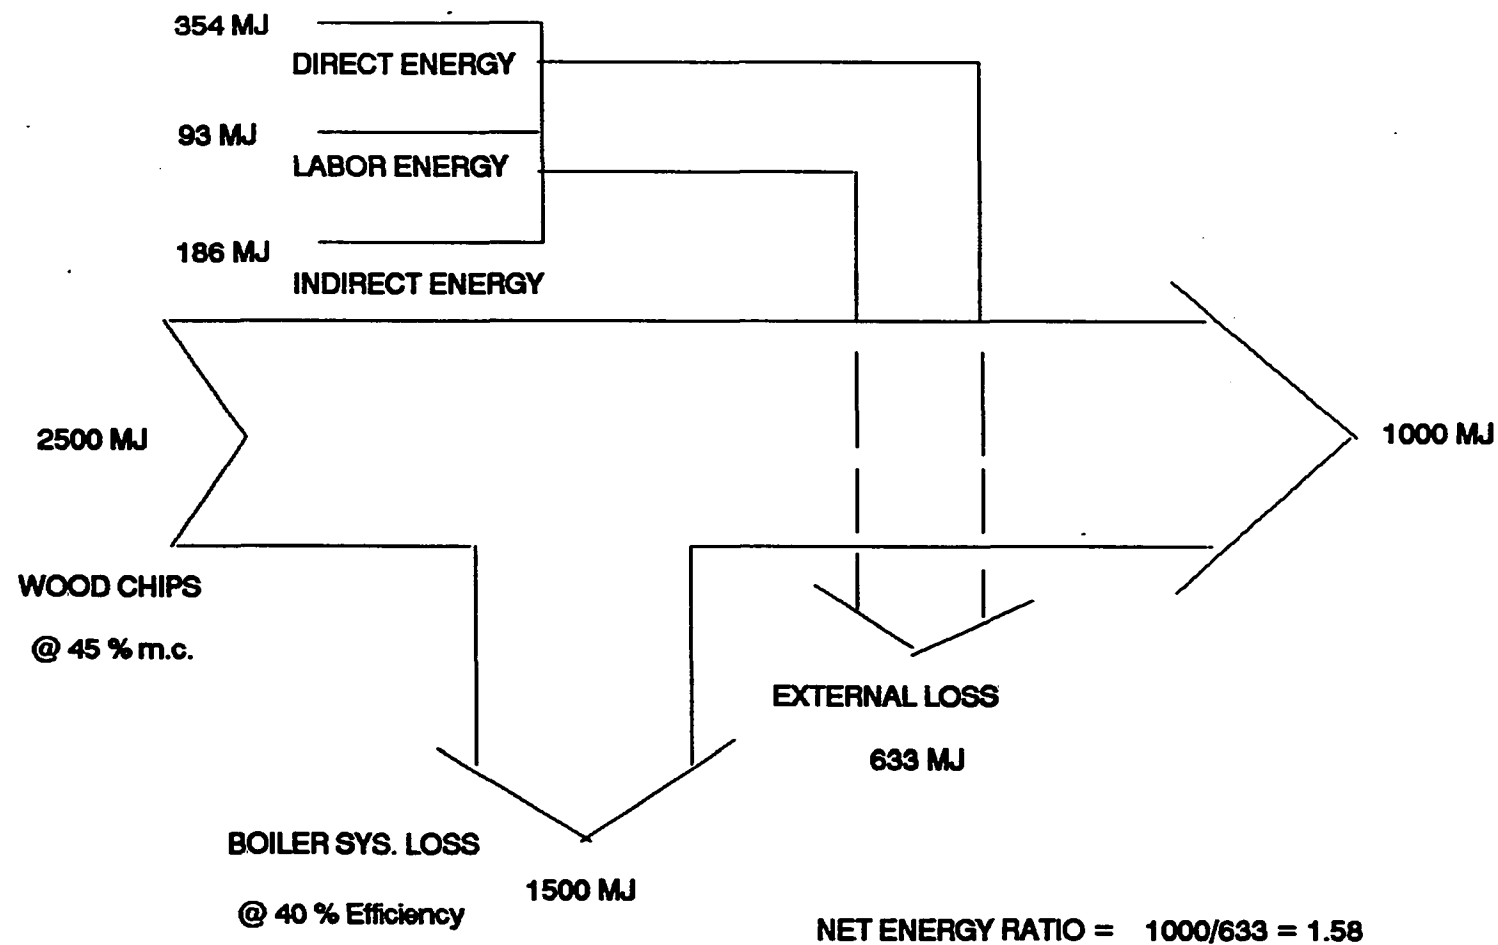 354 MJ
DIRECT ENERGY
93 MJ
LABOR ENERGY
186 MJ
INDIRECT ENERGY
2500 MJ
1000 MJ
WOOD CHIPS
@ 45 % m.c.
EXTERNAL LOSS
633 MJ
BOILER SYS. LOSS
1500 MJ
@ 40 % Efficiency
NET ENERGY RATIO = 1000/633 = 1.58